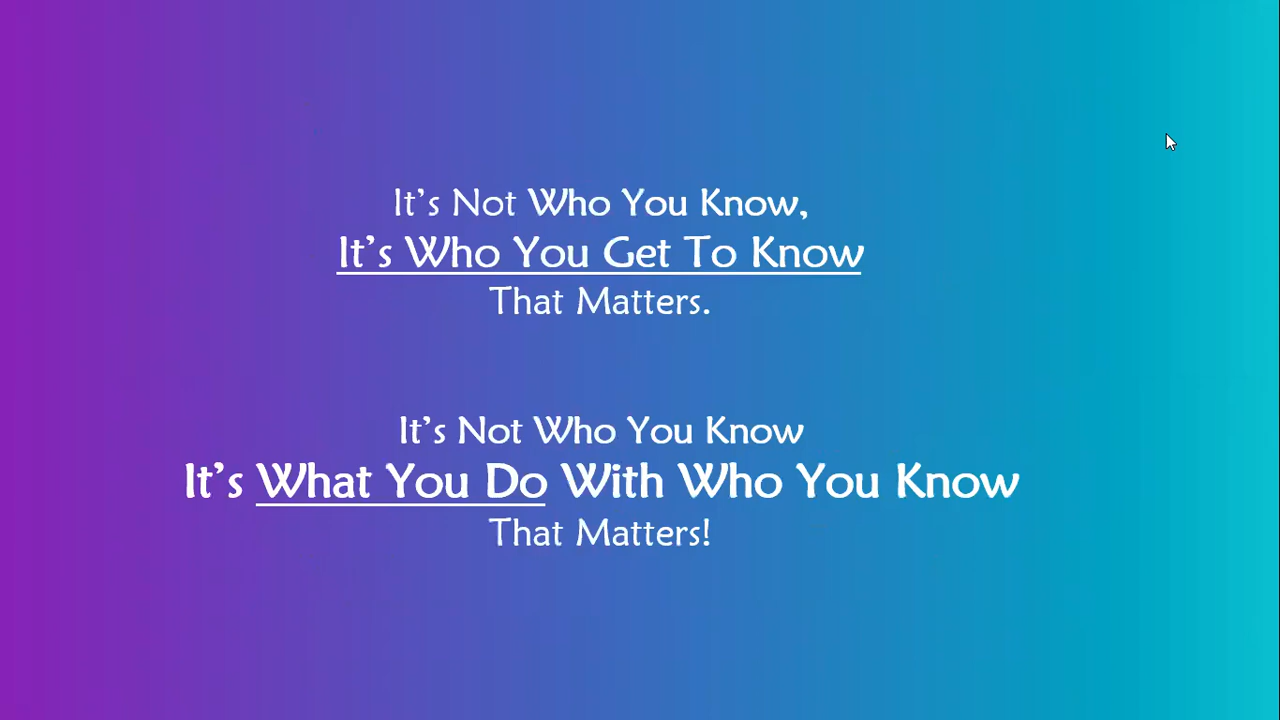 It’s Not Who You Know,
It’s Who You Get To Know
That Matters.
It’s Not Who You Know
It’s What You Do With Who You Know
That Matters!